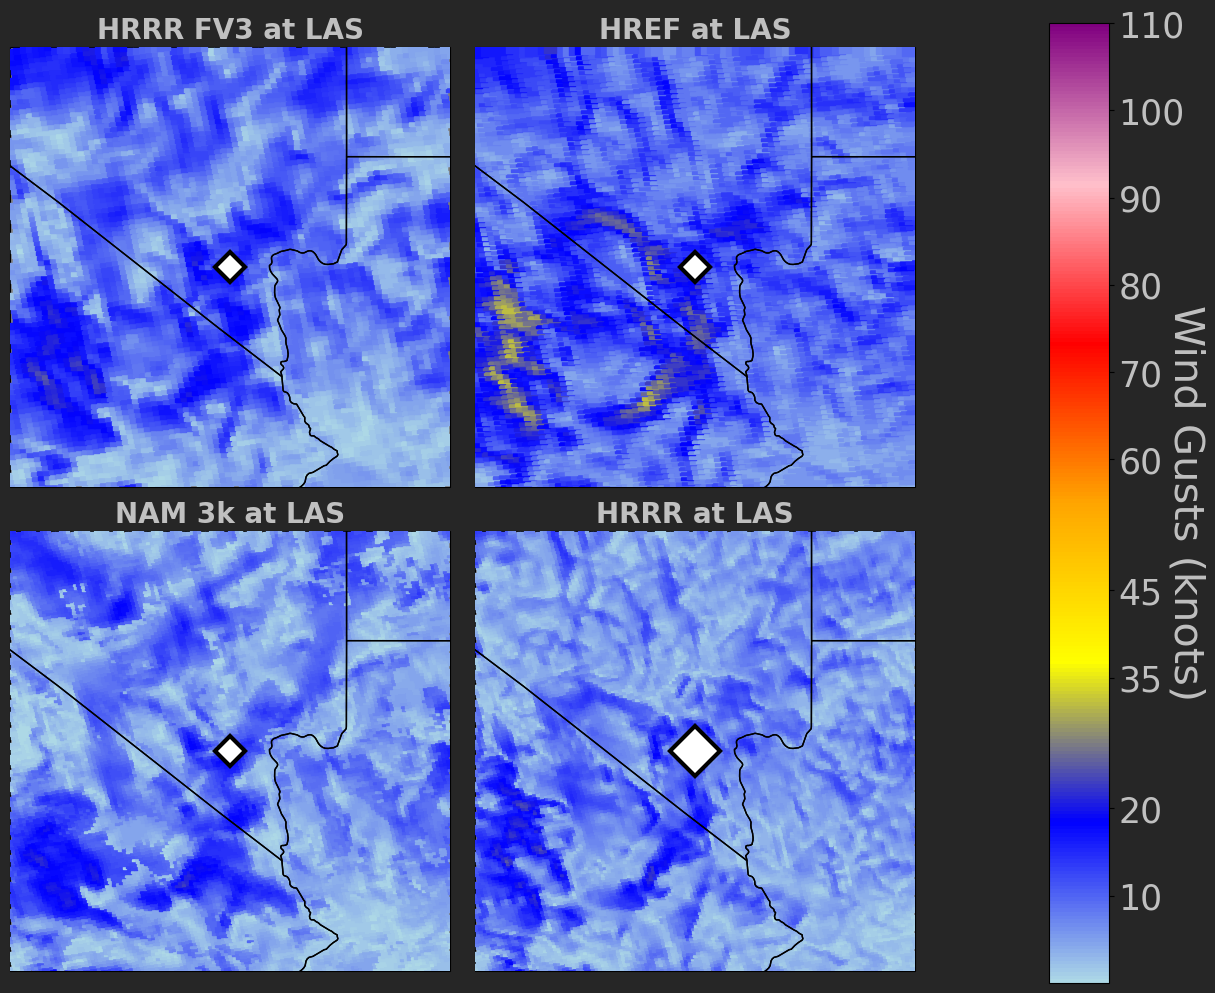 HRRR FV3 at LAS
HREF at LAS
NAM 3k at LAS
HRRR at LAS
110
100
90
80
70
60
45
35
20
10
Wind Gusts (knots)